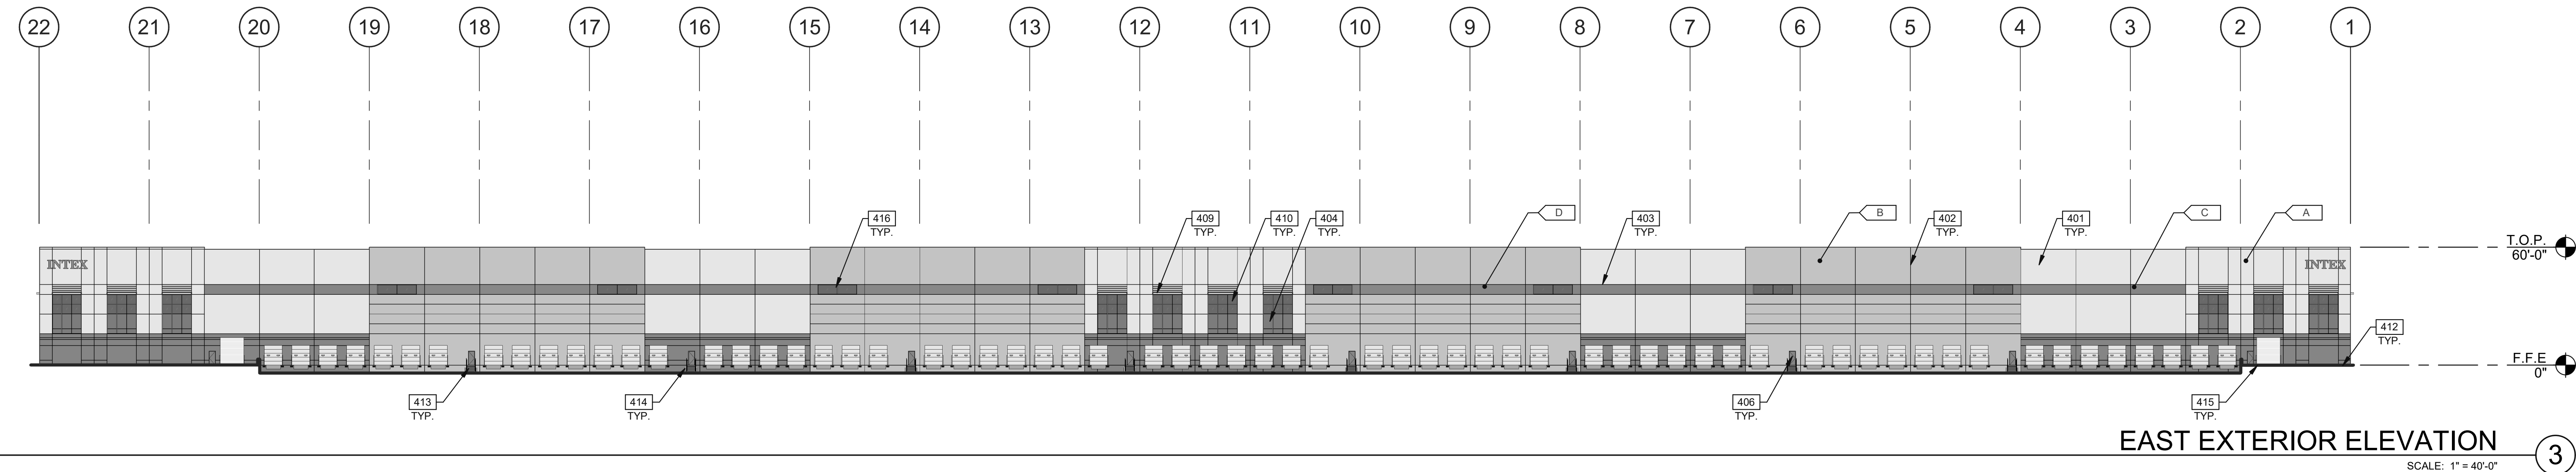 22 21 20 19 18 17 16 15 14 13 12 11 10 9 8 7 6 5 4 3 2 1
416 TYP.
409 TYP.
410 TYP.
404 TYP.
D
403 TYP.
B
402 TYP.
401 TYP.
C
A
T.O.P.
60'-0"
INTEX
INTEX
412 TYP.
F.F.E
0"
413 TYP.
414 TYP.
406 TYP.
415 TYP.
EAST EXTERIOR ELEVATION
3
SCALE: 1" = 40'-0"